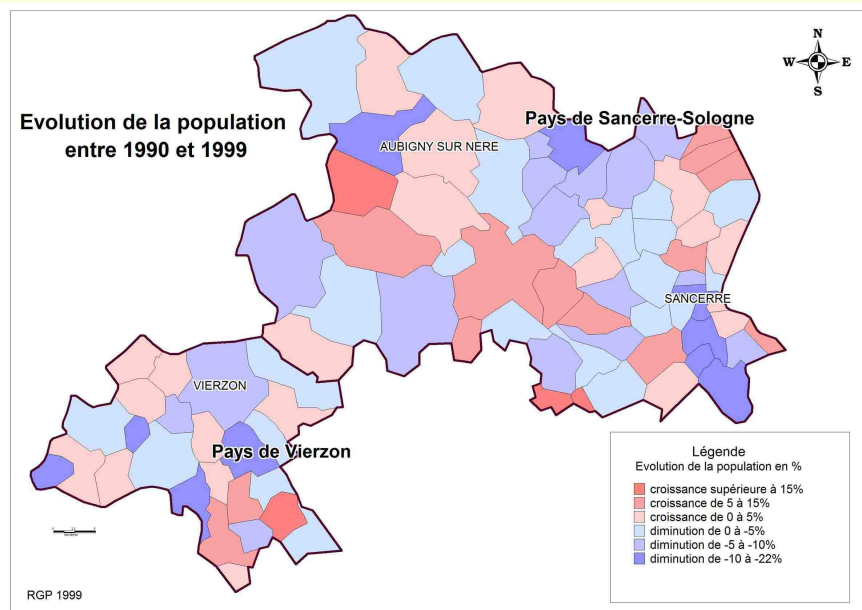 N
W E
S
Evolution de la population
entre 1990 et 1999
Pays de Sancerre-Sologne
AUBIGNY SUR NERE
SANCERRE
VIERZON
Pays de Vierzon
Légende
Evolution de la population en %
croissance supérieure à 15%
croissance de 5 à 15%
croissance de 0 à 5%
diminution de 0 à -5%
diminution de -5 à -10%
diminution de -10 à -22%
RGP 1999